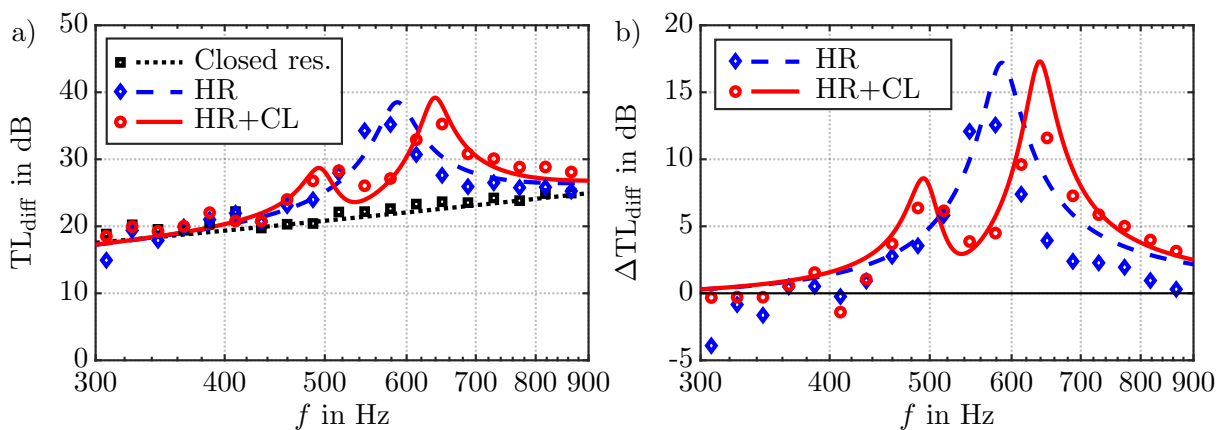 a)
TL_diff in dB
50
40
30
20
10
0
Closed res.
HR
HR+CL
300 400 500 600 700 800 900
f in Hz
b)
ΔTL_diff in dB
20
15
10
5
0
-5
HR
HR+CL
300 400 500 600 700 800 900
f in Hz